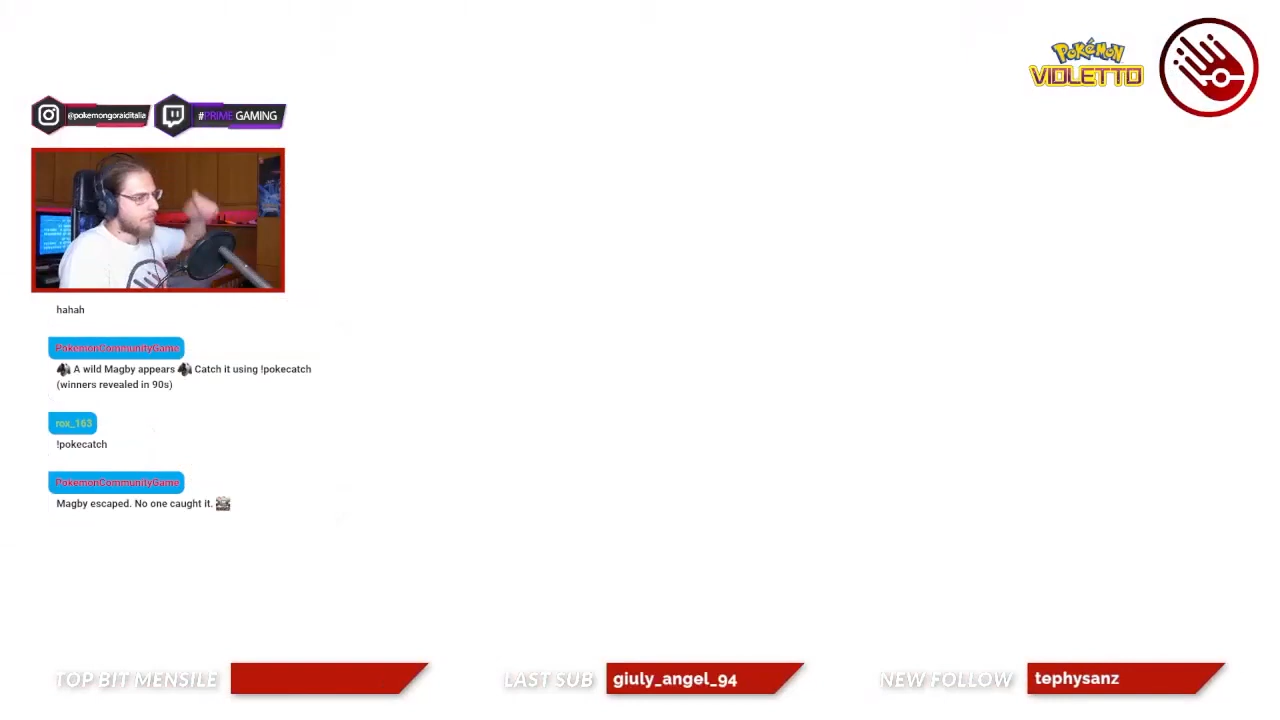 POKÉMON
VIOLETTO
@pokemongoraiditalia
#PRIME GAMING
hahah
PokemonCommunityGame
A wild Magby appears Catch it using !pokecatch
(winners revealed in 90s)
rox_163
!pokecatch
PokemonCommunityGame
Magby escaped. No one caught it.
TOP BIT MENSILE
LAST SUB giuly_angel_94
NEW FOLLOW tephysanz